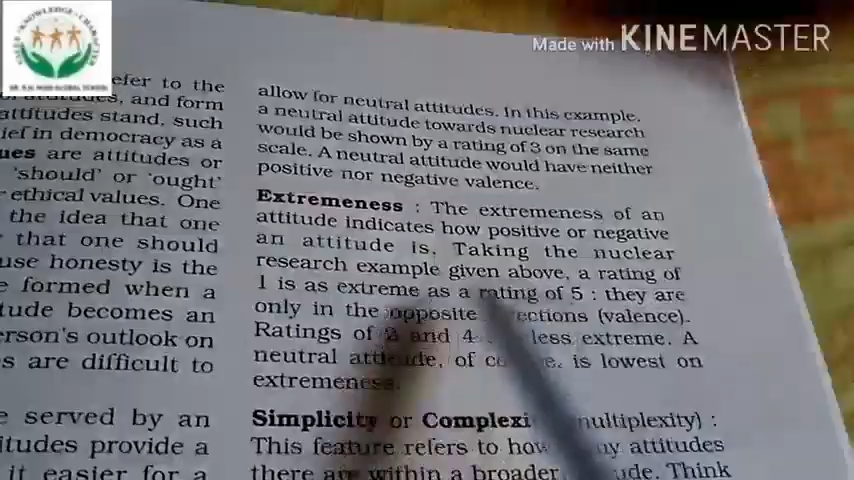 Made with KINEMASTER
efer to the
, and form
attitudes stand, such
ief in democracy as a
ues are attitudes or
'should' or 'ought'
ethical values. One
the idea that one
that one should
use honesty is the
e formed when a
tude becomes an
erson's outlook on
s are difficult to
e served by an
itudes provide a
it easier for a
allow for neutral attitudes. In this example,
a neutral attitude towards nuclear research
would be shown by a rating of 3 on the same
scale. A neutral attitude would have neither
positive nor negative valence.
Extremeness : The extremeness of an
attitude indicates how positive or negative
an attitude is. Taking the nuclear
research example given above, a rating of
1 is as extreme as a rating of 5 : they are
only in the opposite ections (valence).
Ratings of 2 and 4 less extreme. A
neutral attitude, of co e, is lowest on
extremeness.
Simplicity or Complexi multiplexity) :
This feature refers to how y attitudes
there are within a broader ude. Think